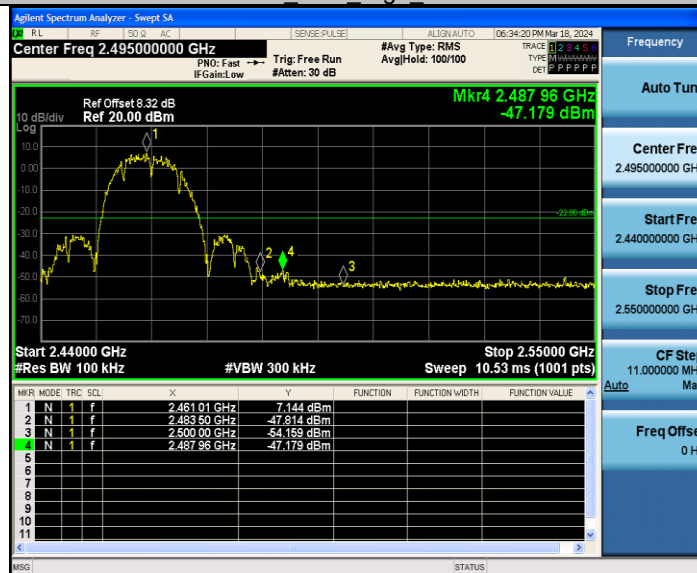 Agilent Spectrum Analyzer - Swept SA
RL RF 50 Ω AC SENSE:PULSE ALIGN AUTO 06:34:20 PM Mar 18, 2024
Center Freq 2.495000000 GHz #Avg Type: RMS TRACE 1 2 3 4 5 6
PNO: Fast Trig: Free Run Avg|Hold: 100/100 TYPE M
IFGain:Low #Atten: 30 dB DET P P P P P P
Mkr4 2.487 96 GHz
-47.179 dBm
Ref Offset 8.32 dB
10 dB/div Ref 20.00 dBm
Log
10.0
0.00
-10.0
-20.0
-30.0
-40.0
-50.0
-60.0
-70.0
1
2
4
3
Start 2.44000 GHz Stop 2.55000 GHz
#Res BW 100 kHz #VBW 300 kHz Sweep 10.53 ms (1001 pts)
MKR MODE TRC SCL X Y FUNCTION FUNCTION WIDTH FUNCTION VALUE
1 N 1 f 2.461 01 GHz 7.144 dBm
2 N 1 f 2.483 50 GHz -47.814 dBm
3 N 1 f 2.500 00 GHz -54.159 dBm
4 N 1 f 2.487 96 GHz -47.179 dBm
5
6
7
8
9
10
11
MSG STATUS
Frequency
Auto Tun
Center Fre
2.495000000 GH
Start Fre
2.440000000 GH
Stop Fre
2.550000000 GH
CF Ste
11.000000 MH
Auto Ma
Freq Offse
0 H